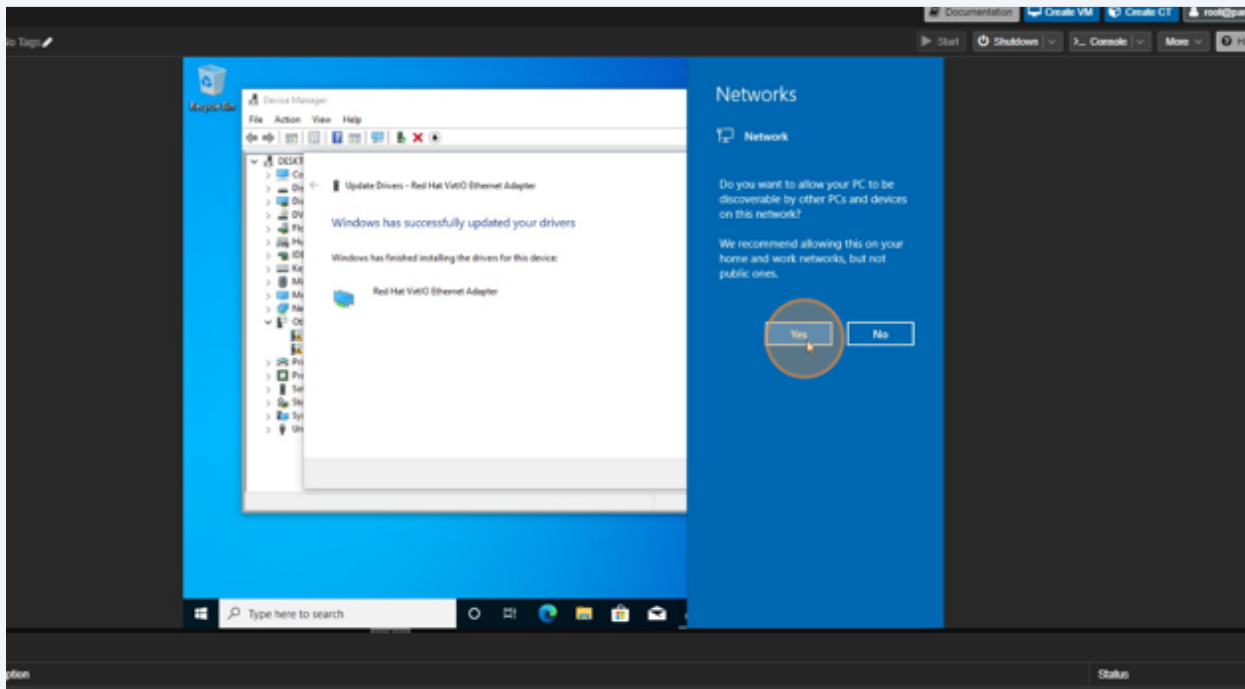 Documentation Create VM Create CT
No Tags
Start Shutdown Console More
Recycle Bin
Device Manager
File Action View Help
Update Drivers - Red Hat VirtIO Ethernet Adapter
Windows has successfully updated your drivers
Windows has finished installing the drivers for this device:
Red Hat VirtIO Ethernet Adapter
Networks
Network
Do you want to allow your PC to be
discoverable by other PCs and devices
on this network?
We recommend allowing this on your
home and work networks, but not
public ones.
Yes No
Type here to search
ption Status